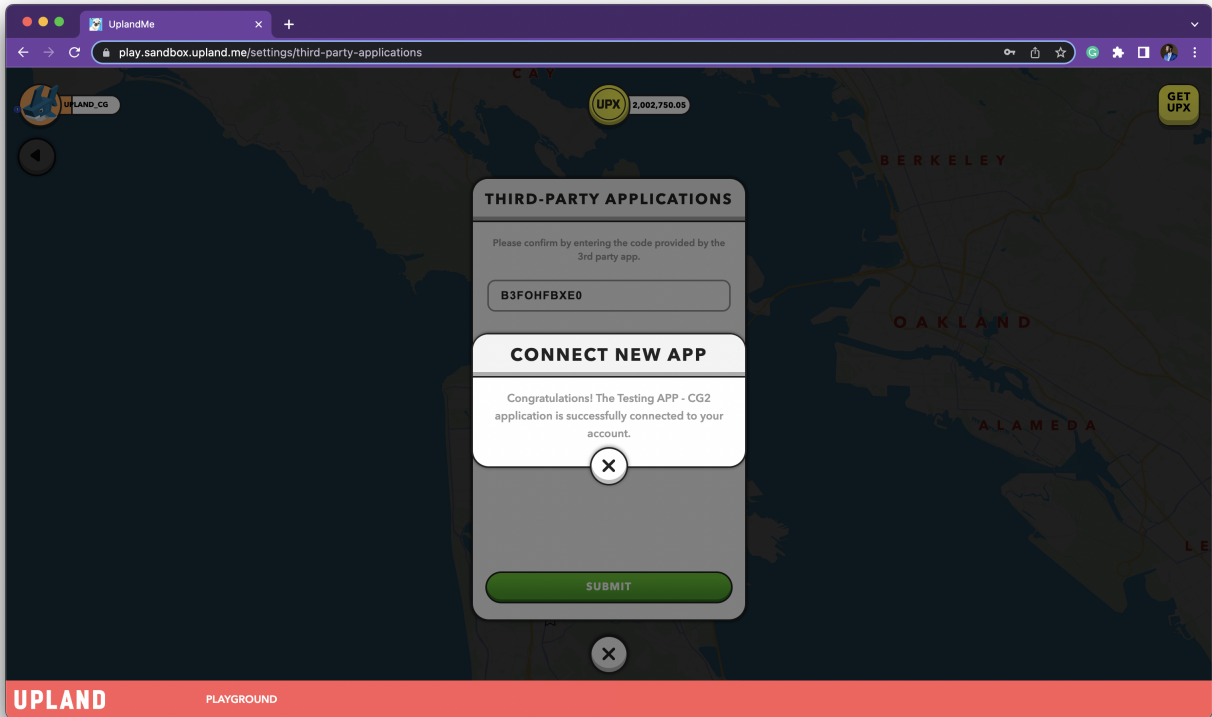 UplandMe
play.sandbox.upland.me/settings/third-party-applications
CAY
UPLAND_CG
UPX
2,002,750.05
GET
UPX
BERKELEY
THIRD-PARTY APPLICATIONS
Please confirm by entering the code provided by the
3rd party app.
B3FOHFBXE0
OAKLAND
CONNECT NEW APP
Congratulations! The Testing APP - CG2
application is successfully connected to your
account.
ALAMEDA
LE
SUBMIT
UPLAND
PLAYGROUND